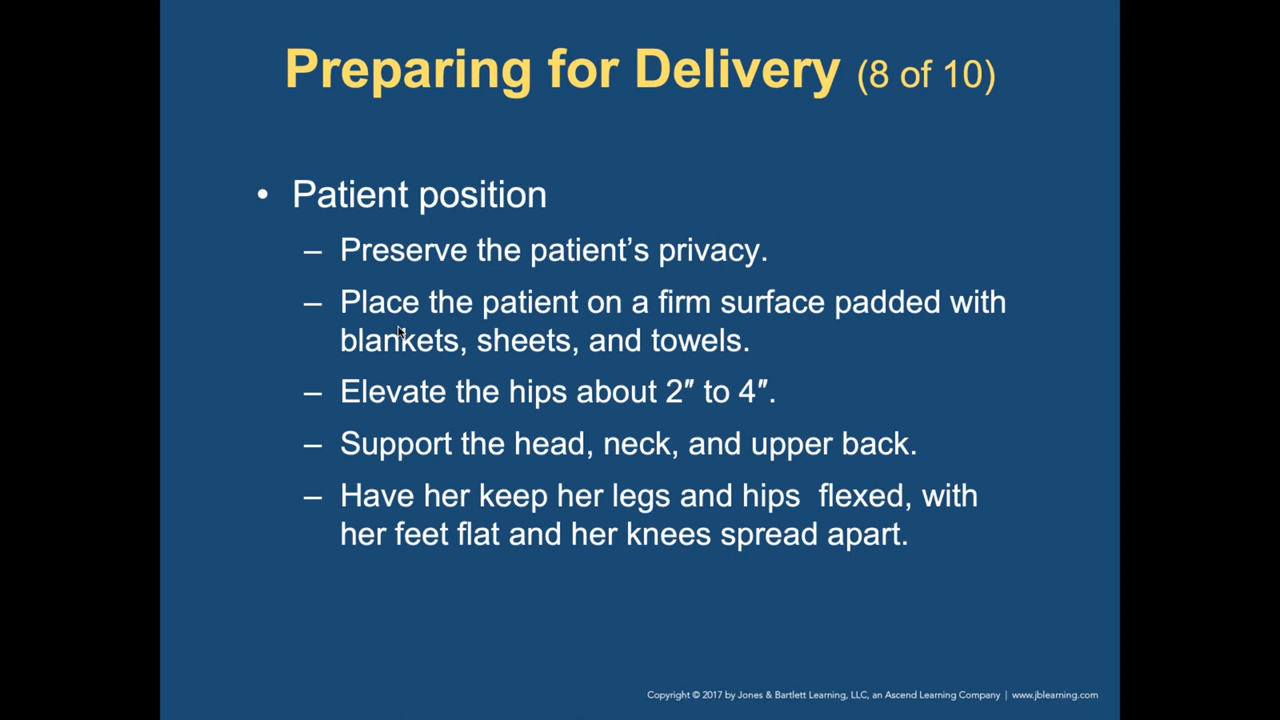 Preparing for Delivery (8 of 10)
• Patient position
– Preserve the patient’s privacy.
– Place the patient on a firm surface padded with
blankets, sheets, and towels.
– Elevate the hips about 2″ to 4″.
– Support the head, neck, and upper back.
– Have her keep her legs and hips  flexed, with
her feet flat and her knees spread apart.
Copyright © 2017 by Jones & Bartlett Learning, LLC, an Ascend Learning Company | www.jblearning.com